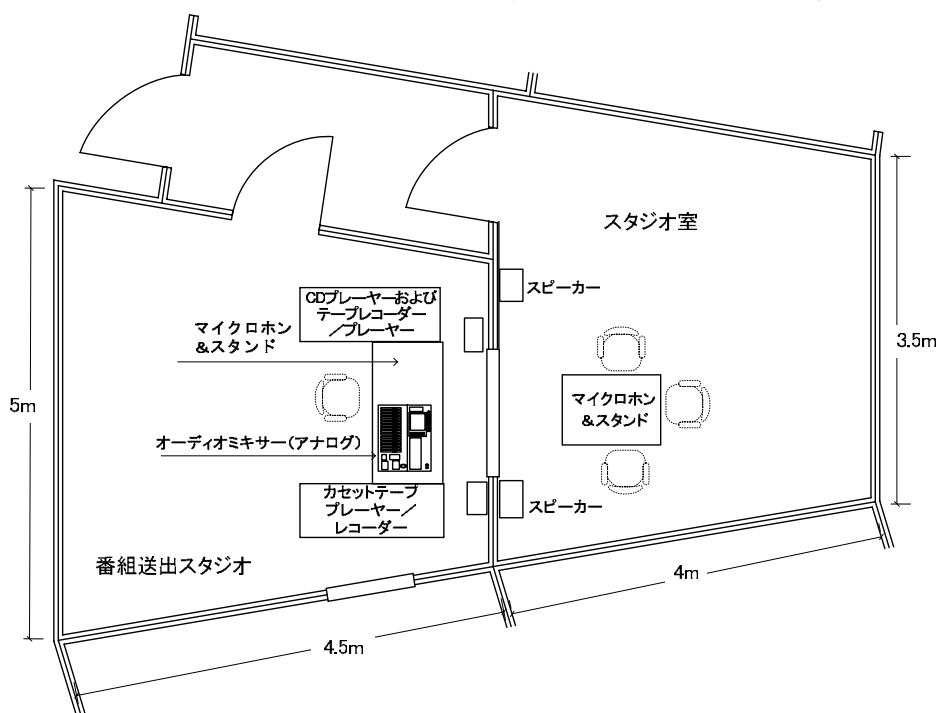 スタジオ室
CDプレーヤーおよび
テープレコーダー
／プレーヤー
スピーカー
マイクロホン
＆スタンド
3.5m
マイクロホン
＆スタンド
5m
オーディオミキサー(アナログ)
カセットテープ
プレーヤー／
レコーダー
スピーカー
番組送出スタジオ
4m
4.5m